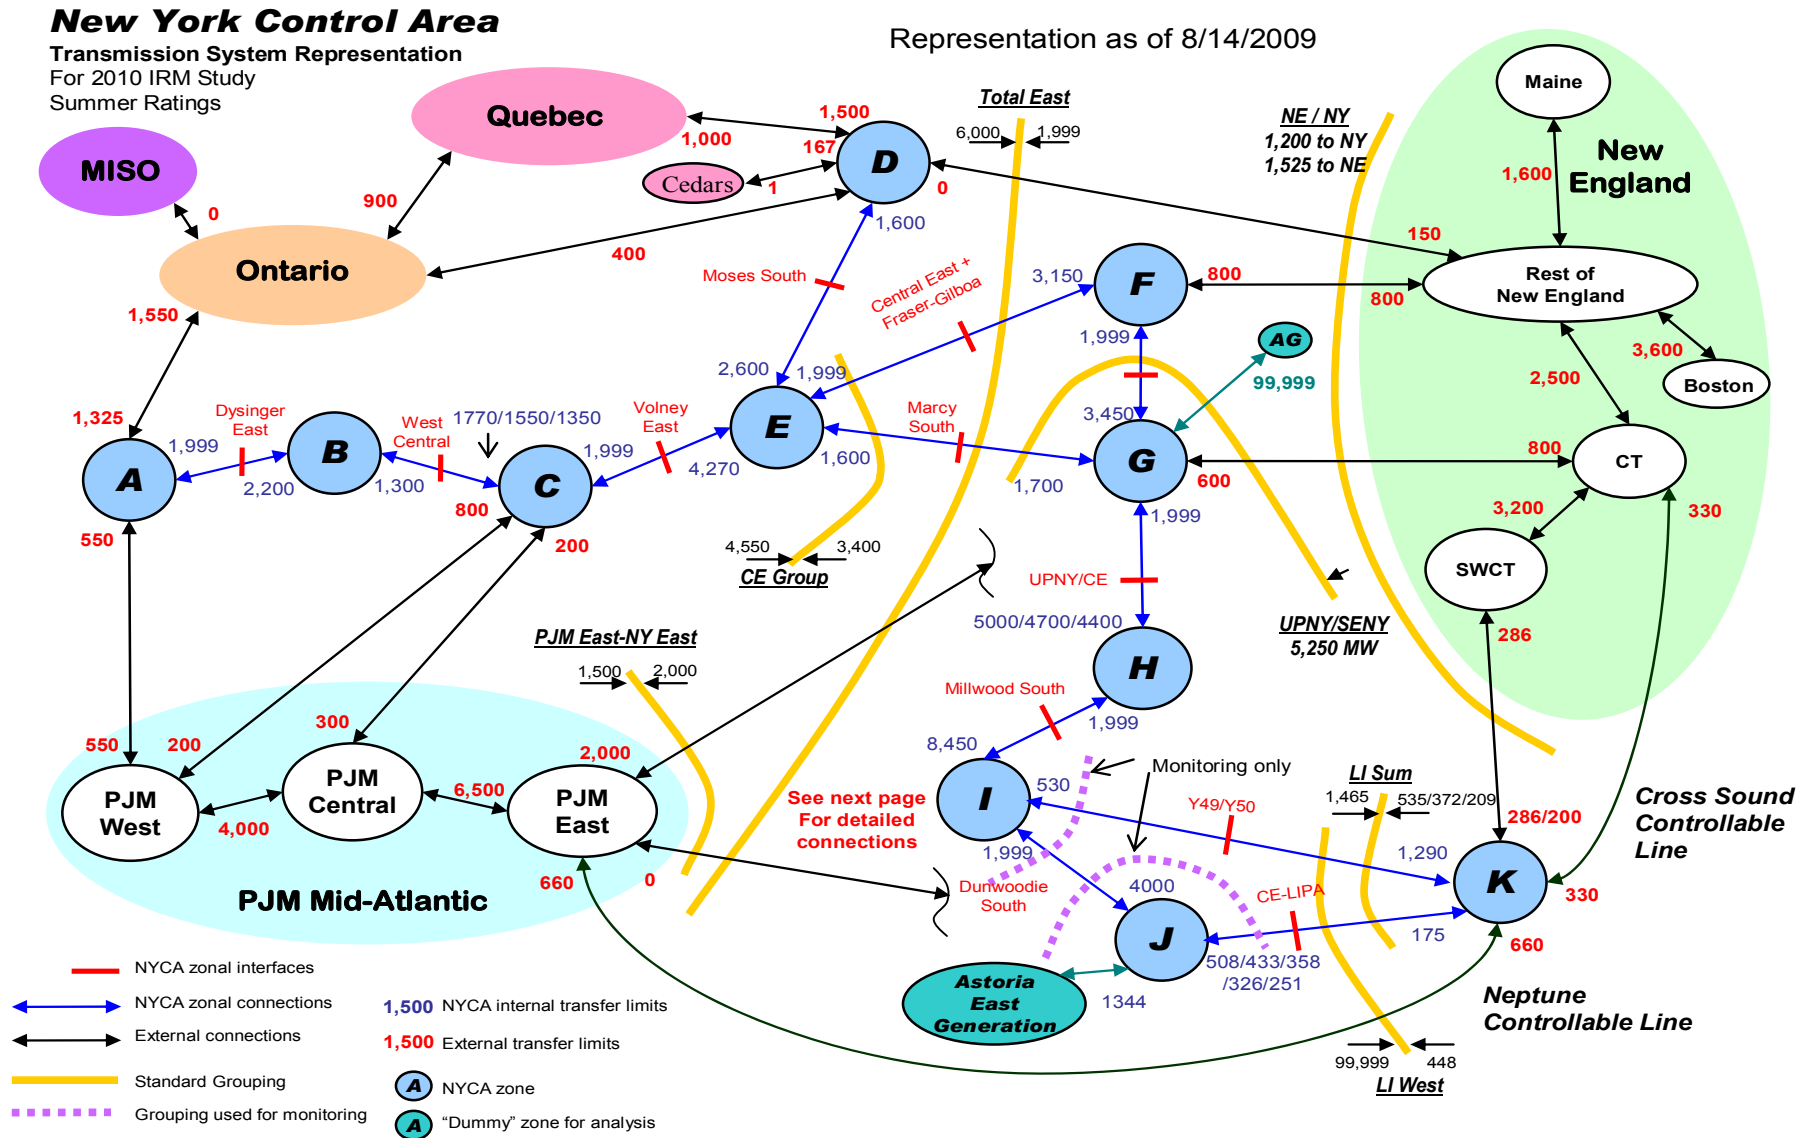 New York Control Area
Transmission System Representation
For 2010 IRM Study
Summer Ratings
Representation as of 8/14/2009
MISO
Quebec
Cedars
Ontario
0
900
1,000
1,500
167
1
D
0
400
1,600
1,550
1,325
Total East
6,000
1,999
NE / NY
1,200 to NY
1,525 to NE
Maine
New
England
1,600
150
Rest of
New England
800
800
3,600
Boston
2,500
CT
800
600
3,200
330
SWCT
286
Moses South
Central East +
Fraser-Gilboa
3,150
F
1,999
AG
99,999
3,450
G
1,700
1,999
2,600
1,999
E
1,600
4,270
Marcy
South
Volney
East
1,999
C
1770/1550/1350
West
Central
1,300
800
200
B
Dysinger
East
1,999
2,200
A
550
4,550
3,400
CE Group
UPNY/CE
5000/4700/4400
H
UPNY/SENY
5,250 MW
PJM East-NY East
1,500
2,000
Millwood South
1,999
8,450
I
530
1,999
Monitoring only
Y49/Y50
LI Sum
1,465
535/372/209
286/200
Cross Sound
Controllable
Line
1,290
K
330
175
660
550
200
300
2,000
PJM
West
PJM
Central
PJM
East
4,000
6,500
660
0
PJM Mid-Atlantic
See next page
For detailed
connections
Dunwoodie
South
4000
J
CE-LIPA
508/433/358
/326/251
Astoria
East
Generation
1344
Neptune
Controllable Line
99,999
448
LI West
NYCA zonal interfaces
NYCA zonal connections
External connections
Standard Grouping
Grouping used for monitoring
1,500 NYCA internal transfer limits
1,500 External transfer limits
A NYCA zone
A “Dummy” zone for analysis